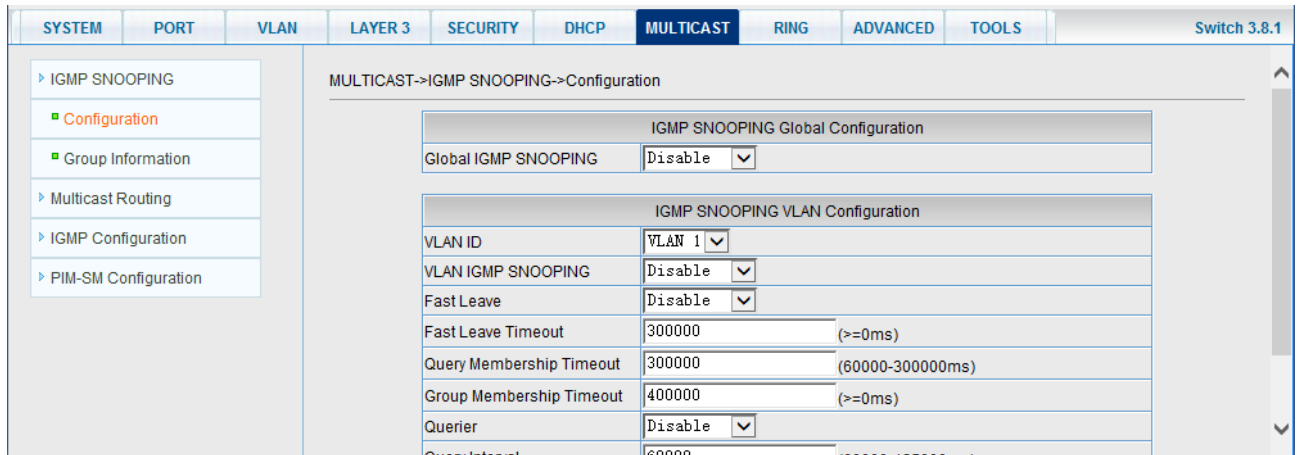 SYSTEM PORT VLAN LAYER 3 SECURITY DHCP MULTICAST RING ADVANCED TOOLS Switch 3.8.1
IGMP SNOOPING
Configuration
Group Information
Multicast Routing
IGMP Configuration
PIM-SM Configuration
MULTICAST->IGMP SNOOPING->Configuration
IGMP SNOOPING Global Configuration
Global IGMP SNOOPING Disable
IGMP SNOOPING VLAN Configuration
VLAN ID VLAN 1
VLAN IGMP SNOOPING Disable
Fast Leave Disable
Fast Leave Timeout 300000 (>=0ms)
Query Membership Timeout 300000 (60000-300000ms)
Group Membership Timeout 400000 (>=0ms)
Querier Disable
Query Interval 60000